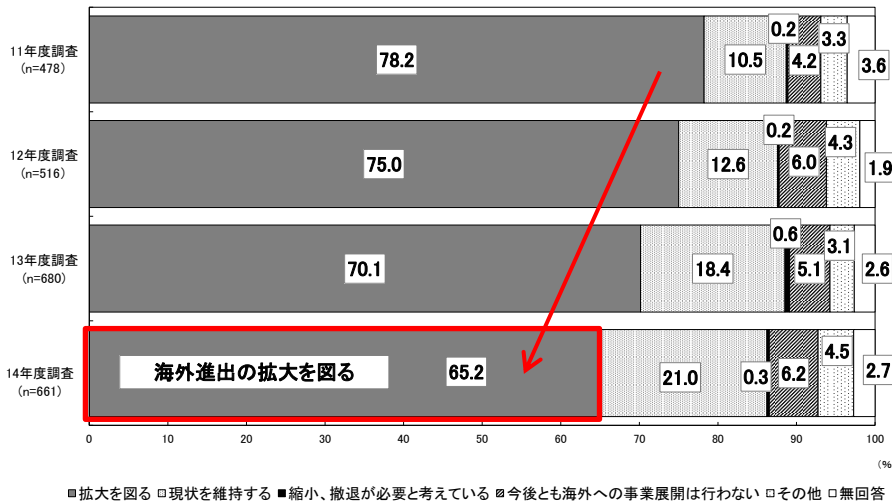 11年度調査
(n=478)
78.2
10.5
0.2
4.2
3.3
3.6
12年度調査
(n=516)
75.0
12.6
0.2
6.0
4.3
1.9
13年度調査
(n=680)
70.1
18.4
0.6
5.1
3.1
2.6
14年度調査
(n=661)
海外進出の拡大を図る
65.2
21.0
0.3
6.2
4.5
2.7
0 10 20 30 40 50 60 70 80 90 100
(%
拡大を図る 現状を維持する 縮小、撤退が必要と考えている 今後とも海外への事業展開は行わない その他 無回答